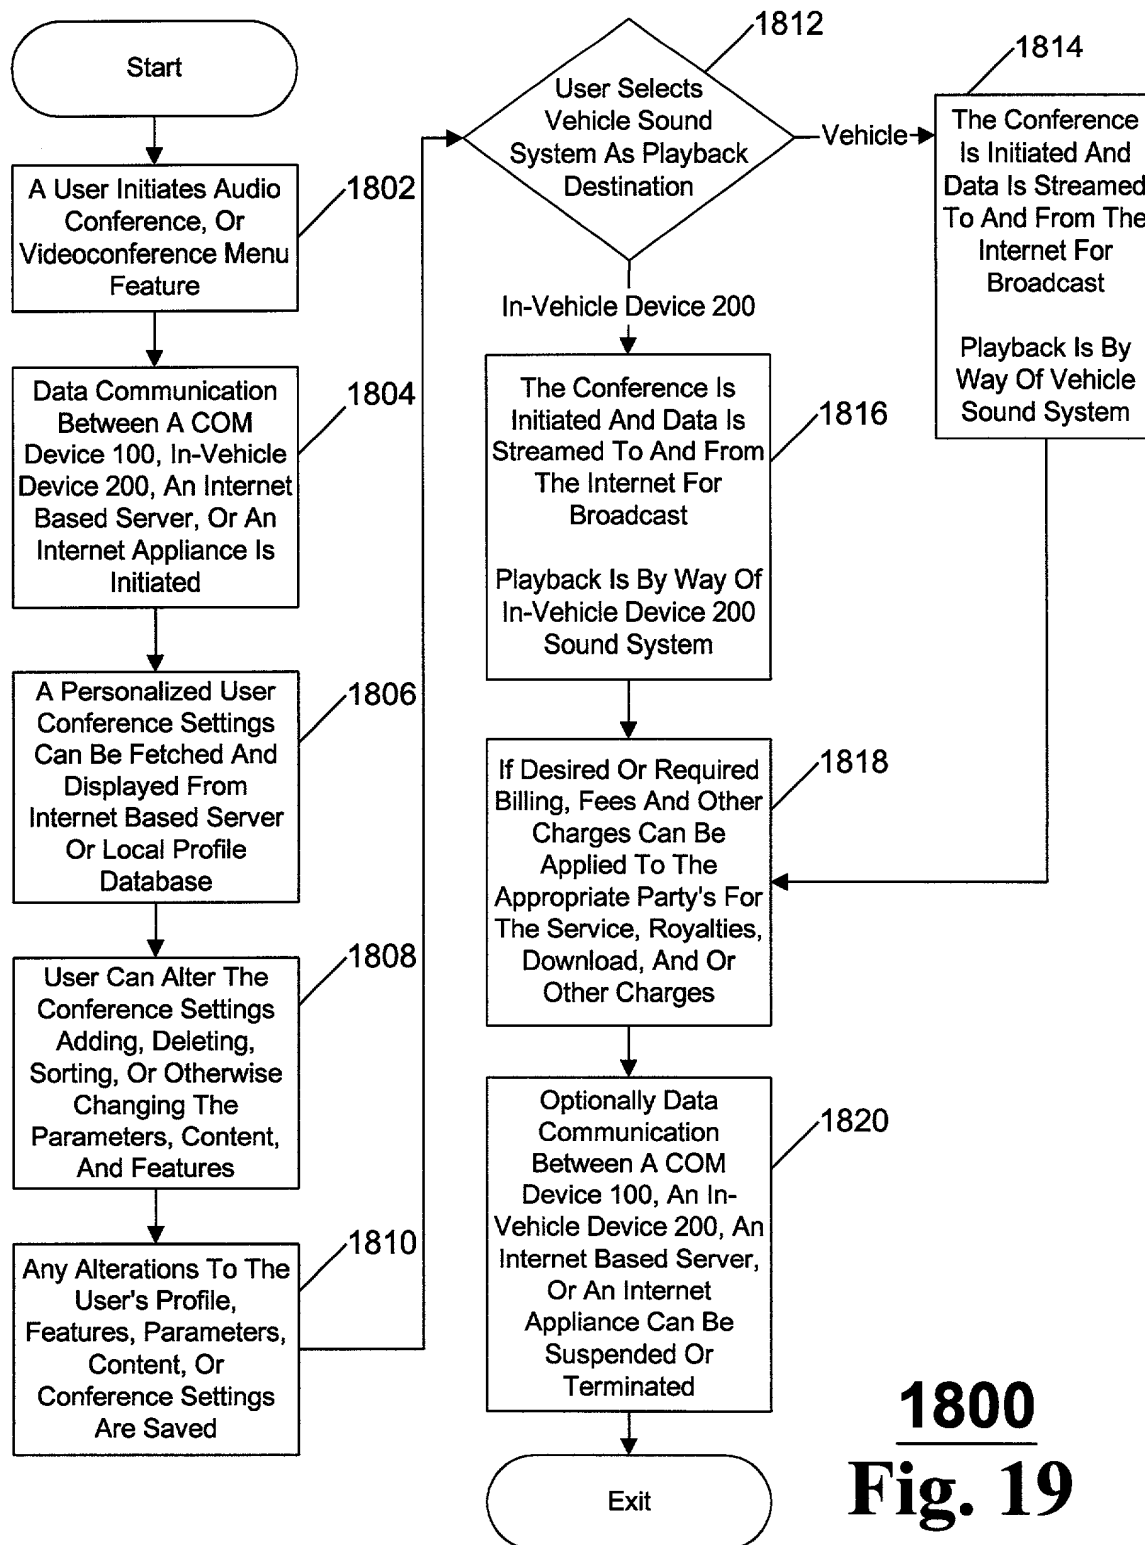 Start
1802
A User Initiates Audio
Conference, Or
Videoconference Menu
Feature
1804
Data Communication
Between A COM
Device 100, In-Vehicle
Device 200, An Internet
Based Server, Or An
Internet Appliance Is
Initiated
1806
A Personalized User
Conference Settings
Can Be Fetched And
Displayed From
Internet Based Server
Or Local Profile
Database
1808
User Can Alter The
Conference Settings
Adding, Deleting,
Sorting, Or Otherwise
Changing The
Parameters, Content,
And Features
1810
Any Alterations To The
User's Profile,
Features, Parameters,
Content, Or
Conference Settings
Are Saved
1812
User Selects
Vehicle Sound
System As Playback
Destination
Vehicle
In-Vehicle Device 200
1814
The Conference
Is Initiated And
Data Is Streamed
To And From The
Internet For
Broadcast
Playback Is By
Way Of Vehicle
Sound System
1816
The Conference Is
Initiated And Data Is
Streamed To And From
The Internet For
Broadcast
Playback Is By Way Of
In-Vehicle Device 200
Sound System
1818
If Desired Or Required
Billing, Fees And Other
Charges Can Be
Applied To The
Appropriate Party's For
The Service, Royalties,
Download, And Or
Other Charges
1820
Optionally Data
Communication
Between A COM
Device 100, An In-
Vehicle Device 200, An
Internet Based Server,
Or An Internet
Appliance Can Be
Suspended Or
Terminated
Exit
1800
Fig. 19